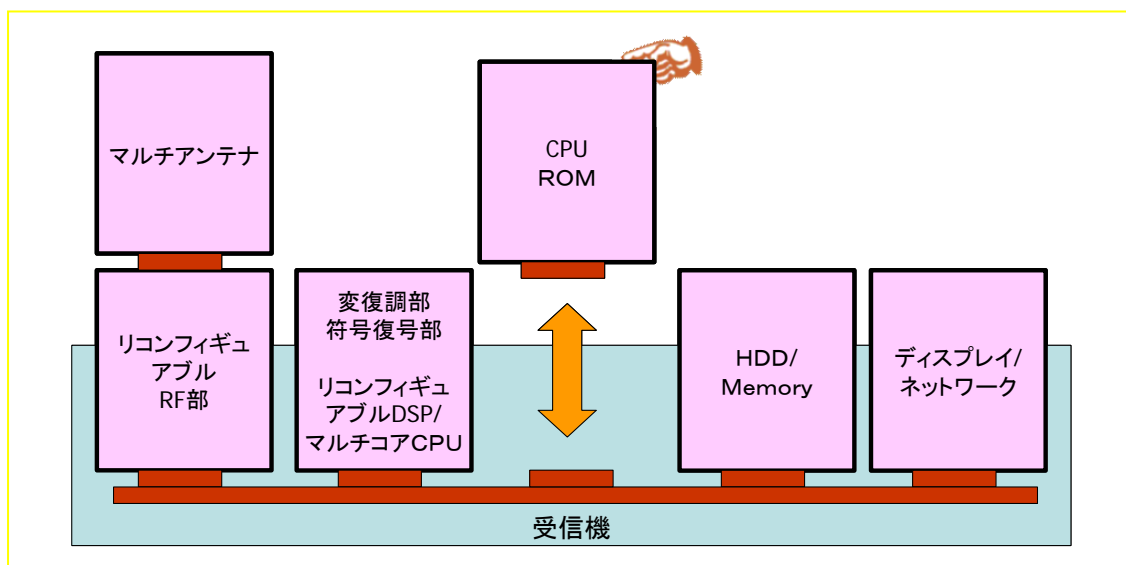 マルチアンテナ
CPU
ROM
リコンフィギュ
アブル
RF部
変復調部
符号復号部
リコンフィギュ
アブルDSP/
マルチコアCPU
HDD/
Memory
ディスプレイ/
ネットワーク
受信機